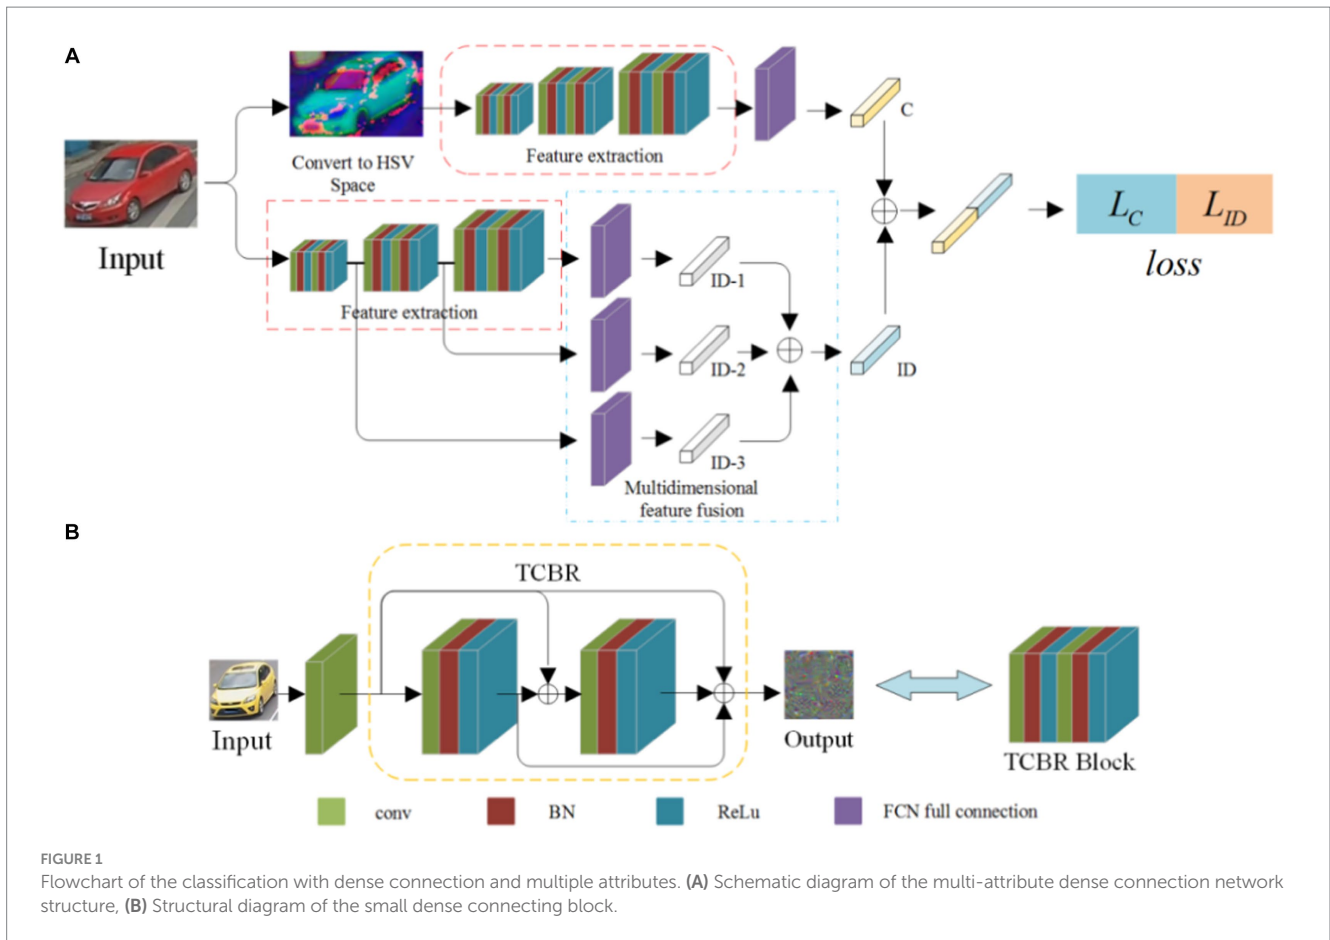 A
Convert to HSV
Space
Feature extraction
C
Input
Feature extraction
ID-1
ID-2
ID-3
Multidimensional
feature fusion
ID
L_C
L_ID
loss
B
TCBR
Input
Output
TCBR Block
conv
BN
ReLu
FCN full connection
FIGURE 1
Flowchart of the classification with dense connection and multiple attributes. (A) Schematic diagram of the multi-attribute dense connection network
structure, (B) Structural diagram of the small dense connecting block.